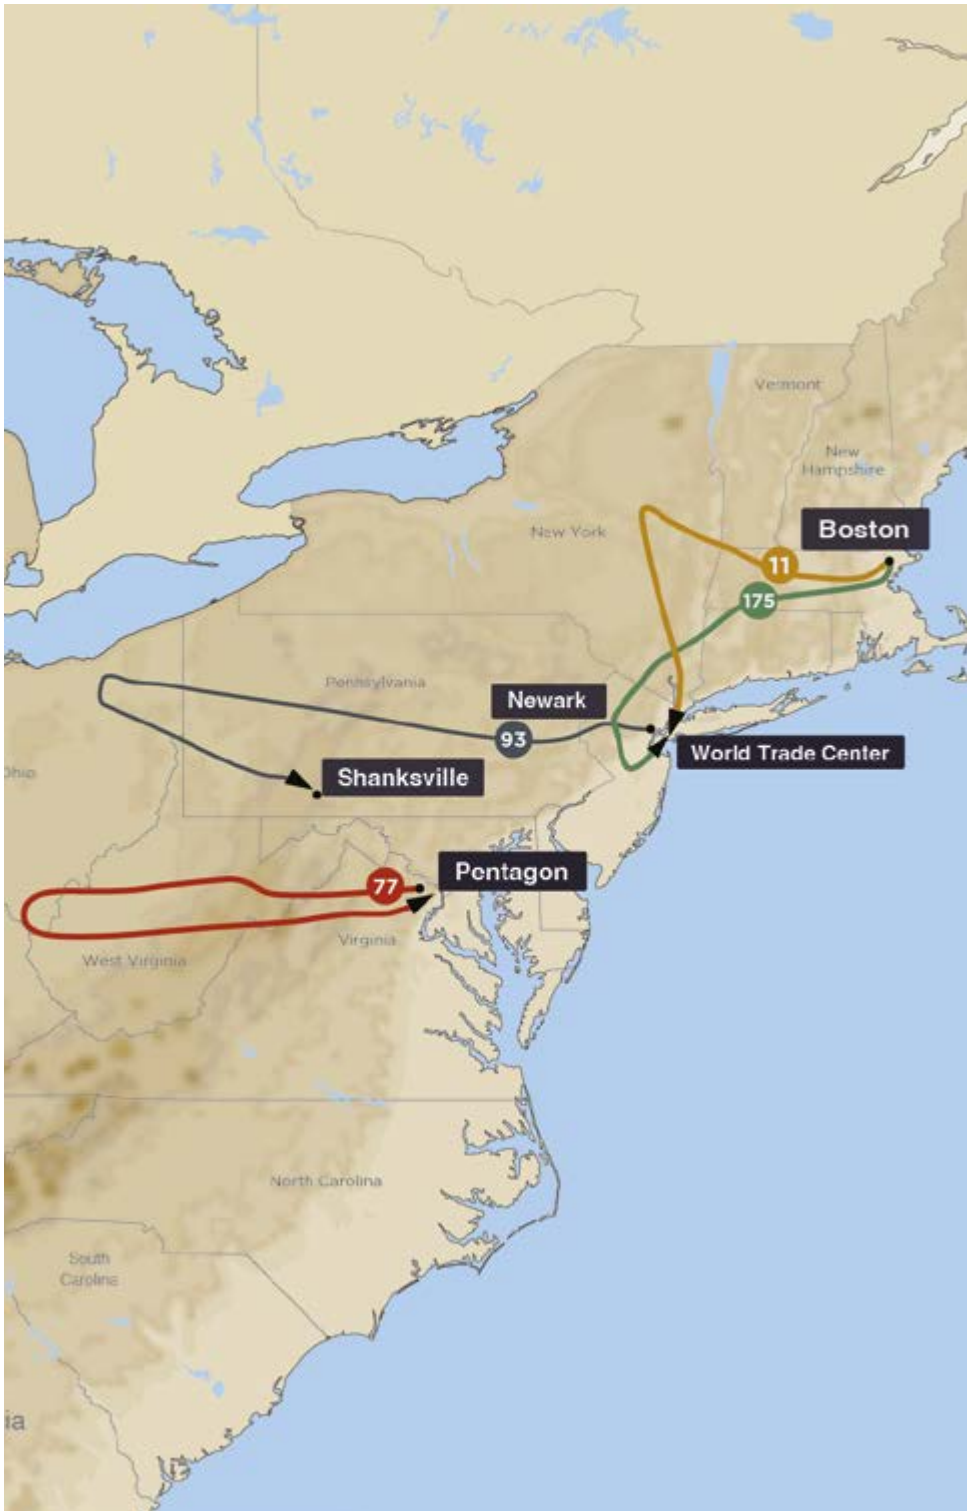 Vermont
New
Hampshire
Boston
New York
11
175
Pennsylvania
Newark
93
World Trade Center
Ohio
Shanksville
Pentagon
77
Virginia
West Virginia
North Carolina
South
Carolina
ia